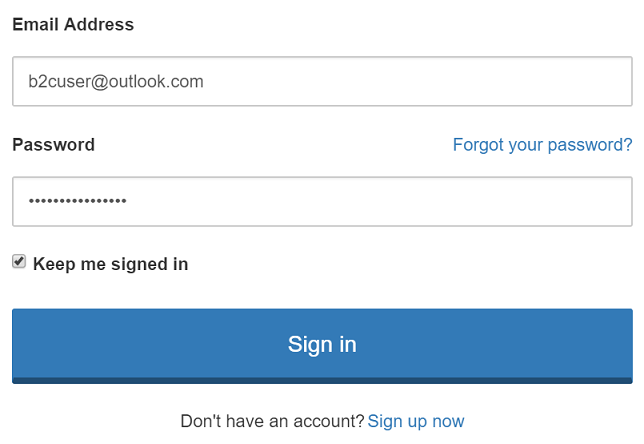 Email Address
b2cuser@outlook.com
Password Forgot your password?
••••••••••••••••
Keep me signed in
Sign in
Don't have an account? Sign up now